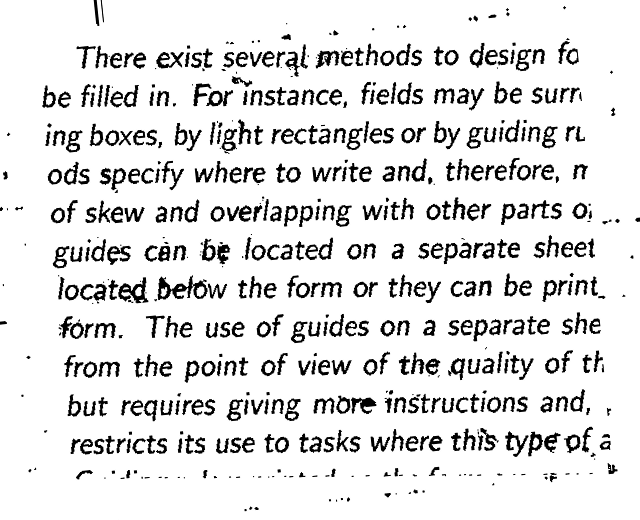 There exist several methods to design fo
be filled in. For instance, fields may be surr
ing boxes, by light rectangles or by guiding ru
ods specify where to write and, therefore, m
of skew and overlapping with other parts o
guides can be located on a separate sheet
located below the form or they can be print
form. The use of guides on a separate she
from the point of view of the quality of th
but requires giving more instructions and,
restricts its use to tasks where this type of a